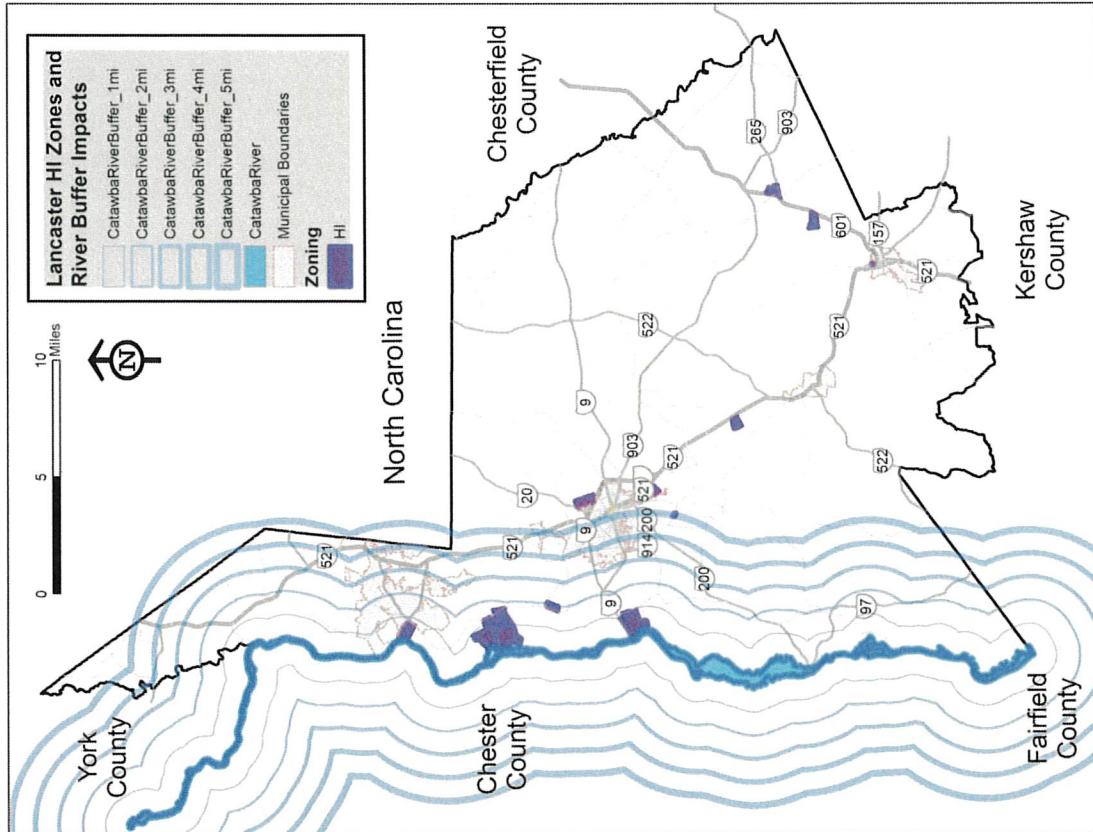 Lancaster HI Zones and
River Buffer Impacts
CatawbaRiverBuffer_1mi
CatawbaRiverBuffer_2mi
CatawbaRiverBuffer_3mi
CatawbaRiverBuffer_4mi
CatawbaRiverBuffer_5mi
CatawbaRiver
Municipal Boundaries
Zoning
HI
0 5 10
Miles
N
York
County
North Carolina
Chesterfield
County
Chester
County
Fairfield
County
Kershaw
County
521
521
20
9
522
265
903
9
9
903
521
914 200
521
200
97
522
521
601
157
521